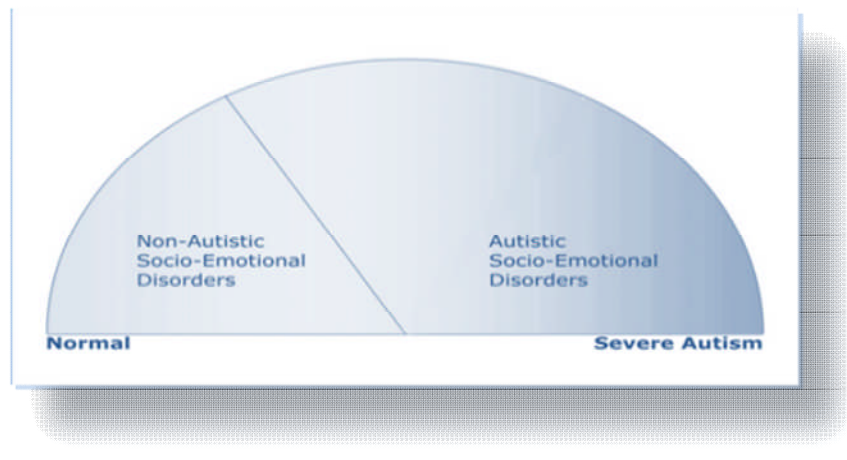 Non-Autistic
Socio-Emotional
Disorders
Autistic
Socio-Emotional
Disorders
Normal
Severe Autism